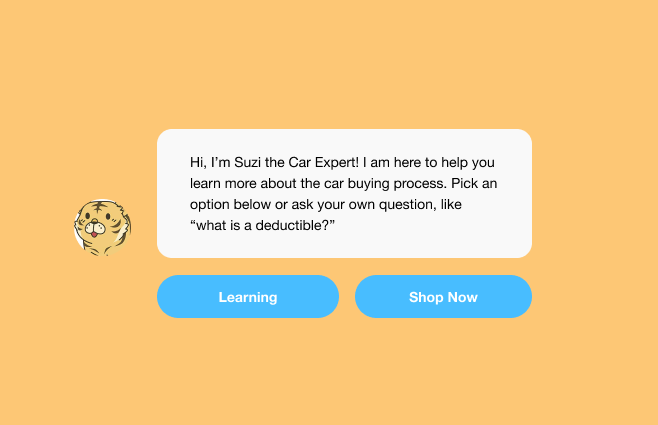 Hi, I’m Suzi the Car Expert! I am here to help you
learn more about the car buying process. Pick an
option below or ask your own question, like
“what is a deductible?”
Learning
Shop Now